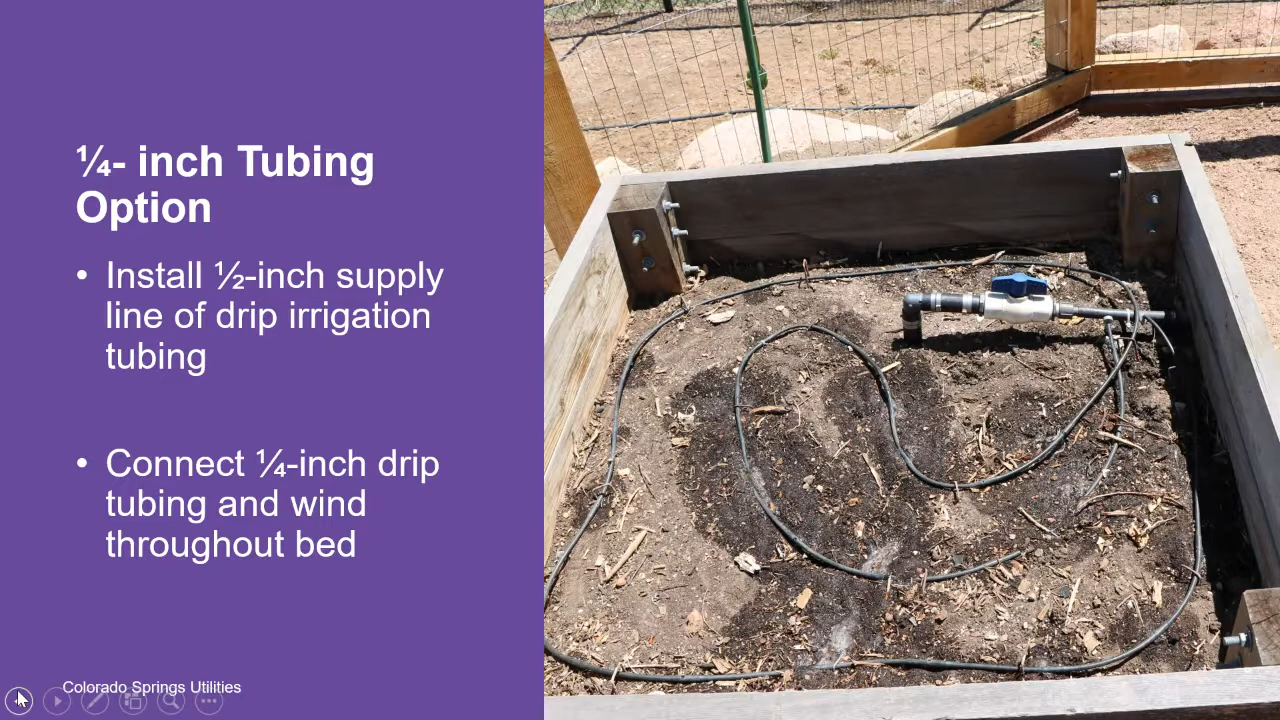 ¼- inch Tubing
Option
• Install ½-inch supply
line of drip irrigation
tubing
• Connect ¼-inch drip
tubing and wind
throughout bed
Colorado Springs Utilities